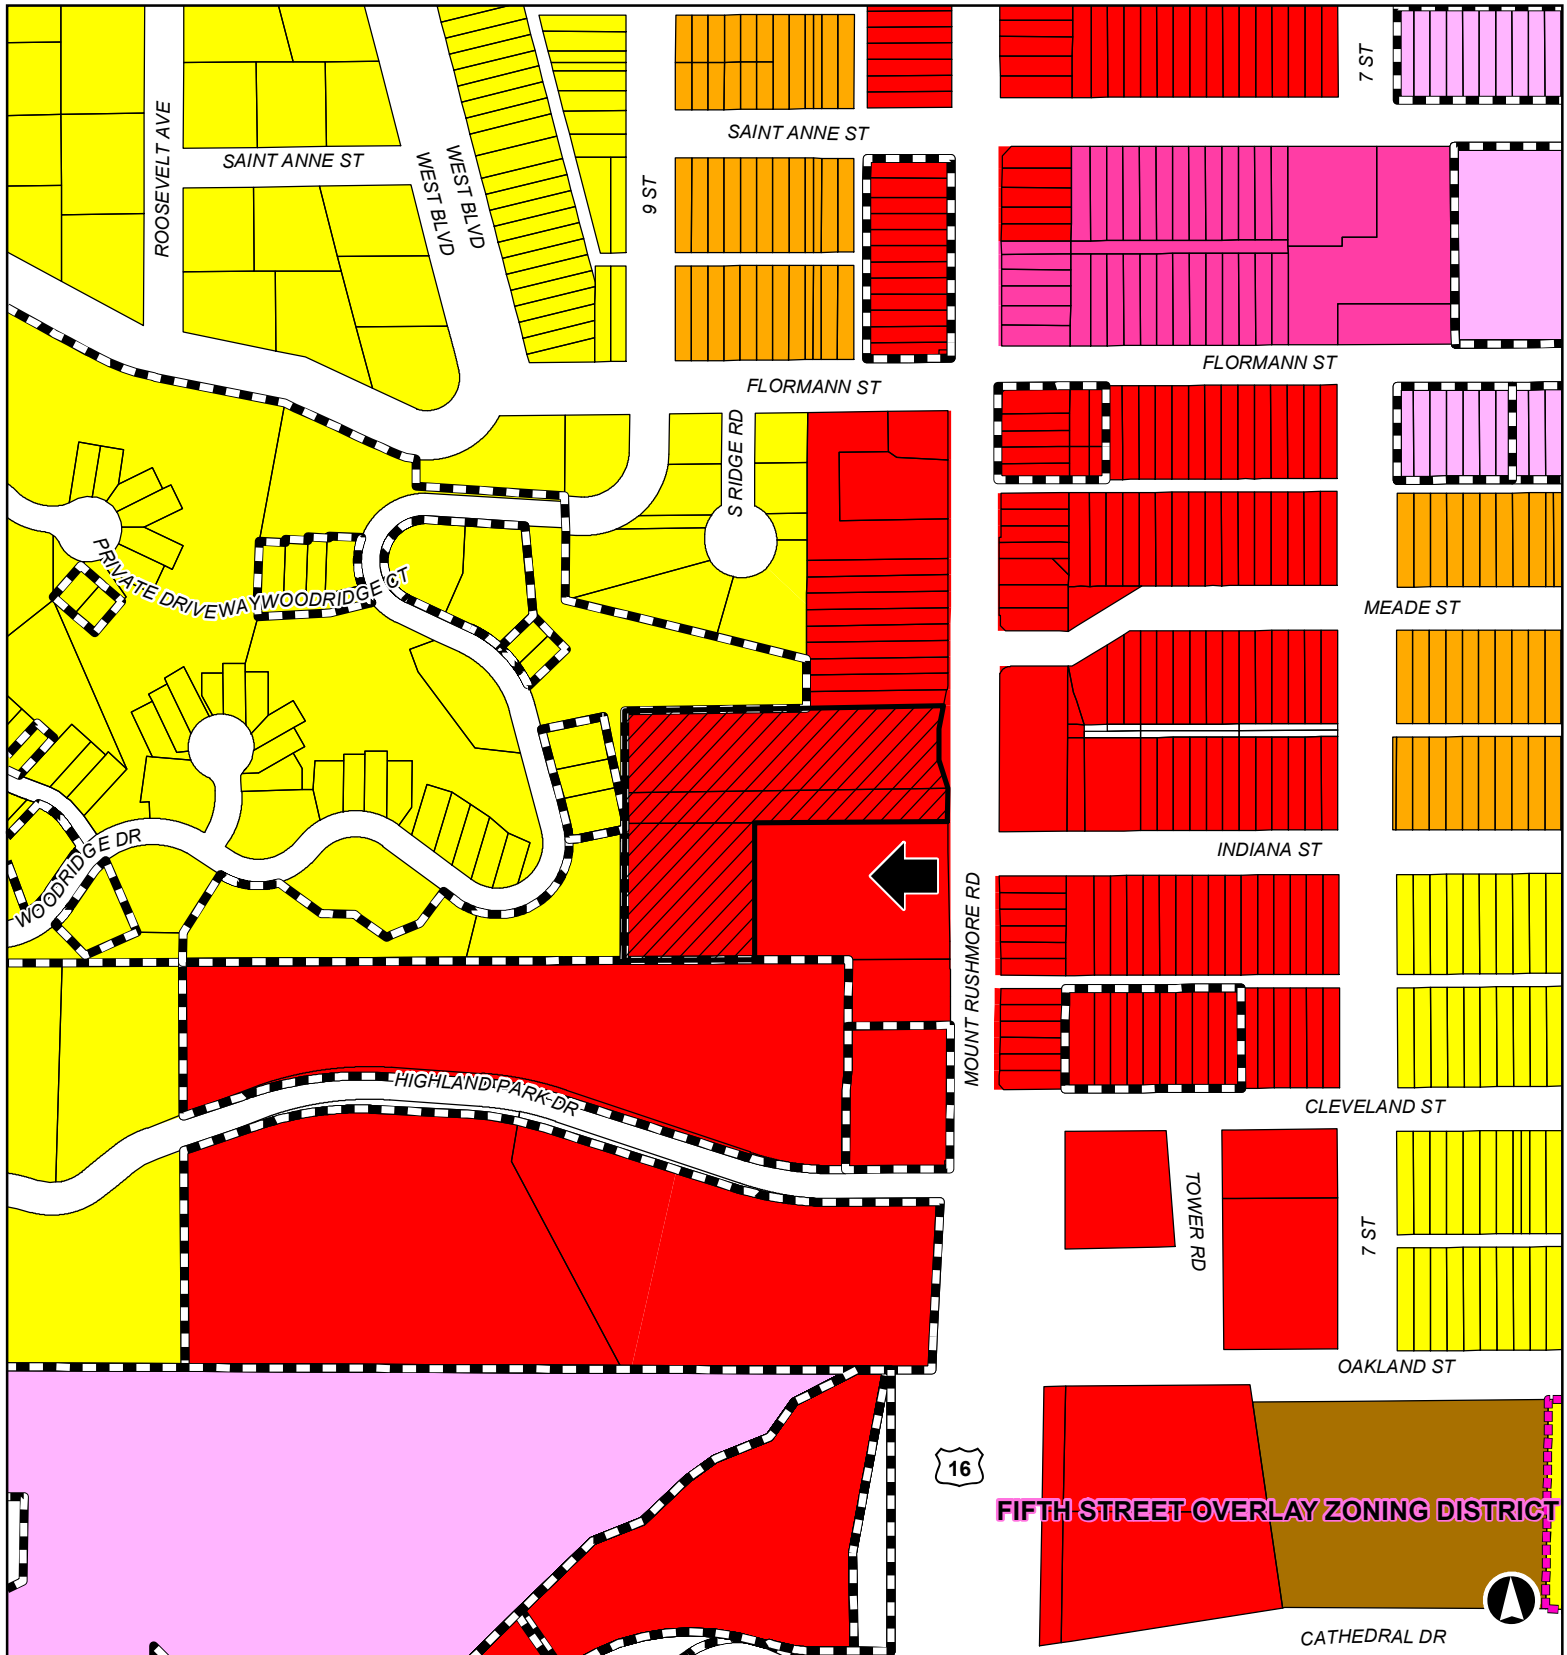 7 ST
SAINT ANNE ST
ROOSEVELT AVE
SAINT ANNE ST
WEST BLVD
WEST BLVD
9 ST
FLORMANN ST
FLORMANN ST
S RIDGE RD
PRIVATE DRIVEWAY
WOODRIDGE CT
MEADE ST
WOODRIDGE DR
INDIANA ST
MOUNT RUSHMORE RD
HIGHLAND PARK DR
CLEVELAND ST
TOWER RD
7 ST
OAKLAND ST
16
FIFTH STREET OVERLAY ZONING DISTRICT
CATHEDRAL DR